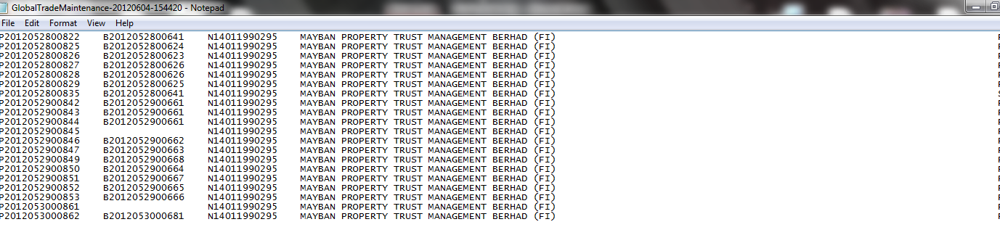 GlobalTradeMaintenance-20120604-154420 - Notepad
File Edit Format View Help
P2012052800822 B2012052800641 N14011990295 MAYBAN PROPERTY TRUST MANAGEMENT BERHAD (FI)
P2012052800825 B2012052800624 N14011990295 MAYBAN PROPERTY TRUST MANAGEMENT BERHAD (FI)
P2012052800826 B2012052800623 N14011990295 MAYBAN PROPERTY TRUST MANAGEMENT BERHAD (FI)
P2012052800827 B2012052800626 N14011990295 MAYBAN PROPERTY TRUST MANAGEMENT BERHAD (FI)
P2012052800828 B2012052800626 N14011990295 MAYBAN PROPERTY TRUST MANAGEMENT BERHAD (FI)
P2012052800829 B2012052800625 N14011990295 MAYBAN PROPERTY TRUST MANAGEMENT BERHAD (FI)
P2012052800835 B2012052800641 N14011990295 MAYBAN PROPERTY TRUST MANAGEMENT BERHAD (FI)
P2012052900842 B2012052900661 N14011990295 MAYBAN PROPERTY TRUST MANAGEMENT BERHAD (FI)
P2012052900843 B2012052900661 N14011990295 MAYBAN PROPERTY TRUST MANAGEMENT BERHAD (FI)
P2012052900844 B2012052900661 N14011990295 MAYBAN PROPERTY TRUST MANAGEMENT BERHAD (FI)
P2012052900845 N14011990295 MAYBAN PROPERTY TRUST MANAGEMENT BERHAD (FI)
P2012052900846 B2012052900662 N14011990295 MAYBAN PROPERTY TRUST MANAGEMENT BERHAD (FI)
P2012052900847 B2012052900663 N14011990295 MAYBAN PROPERTY TRUST MANAGEMENT BERHAD (FI)
P2012052900849 B2012052900668 N14011990295 MAYBAN PROPERTY TRUST MANAGEMENT BERHAD (FI)
P2012052900850 B2012052900664 N14011990295 MAYBAN PROPERTY TRUST MANAGEMENT BERHAD (FI)
P2012052900851 B2012052900667 N14011990295 MAYBAN PROPERTY TRUST MANAGEMENT BERHAD (FI)
P2012052900852 B2012052900665 N14011990295 MAYBAN PROPERTY TRUST MANAGEMENT BERHAD (FI)
P2012052900853 B2012052900666 N14011990295 MAYBAN PROPERTY TRUST MANAGEMENT BERHAD (FI)
P2012053000861 N14011990295 MAYBAN PROPERTY TRUST MANAGEMENT BERHAD (FI)
P2012053000862 B2012053000681 N14011990295 MAYBAN PROPERTY TRUST MANAGEMENT BERHAD (FI)